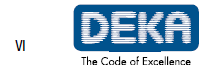 VI
DEKA
The Code of Excellence